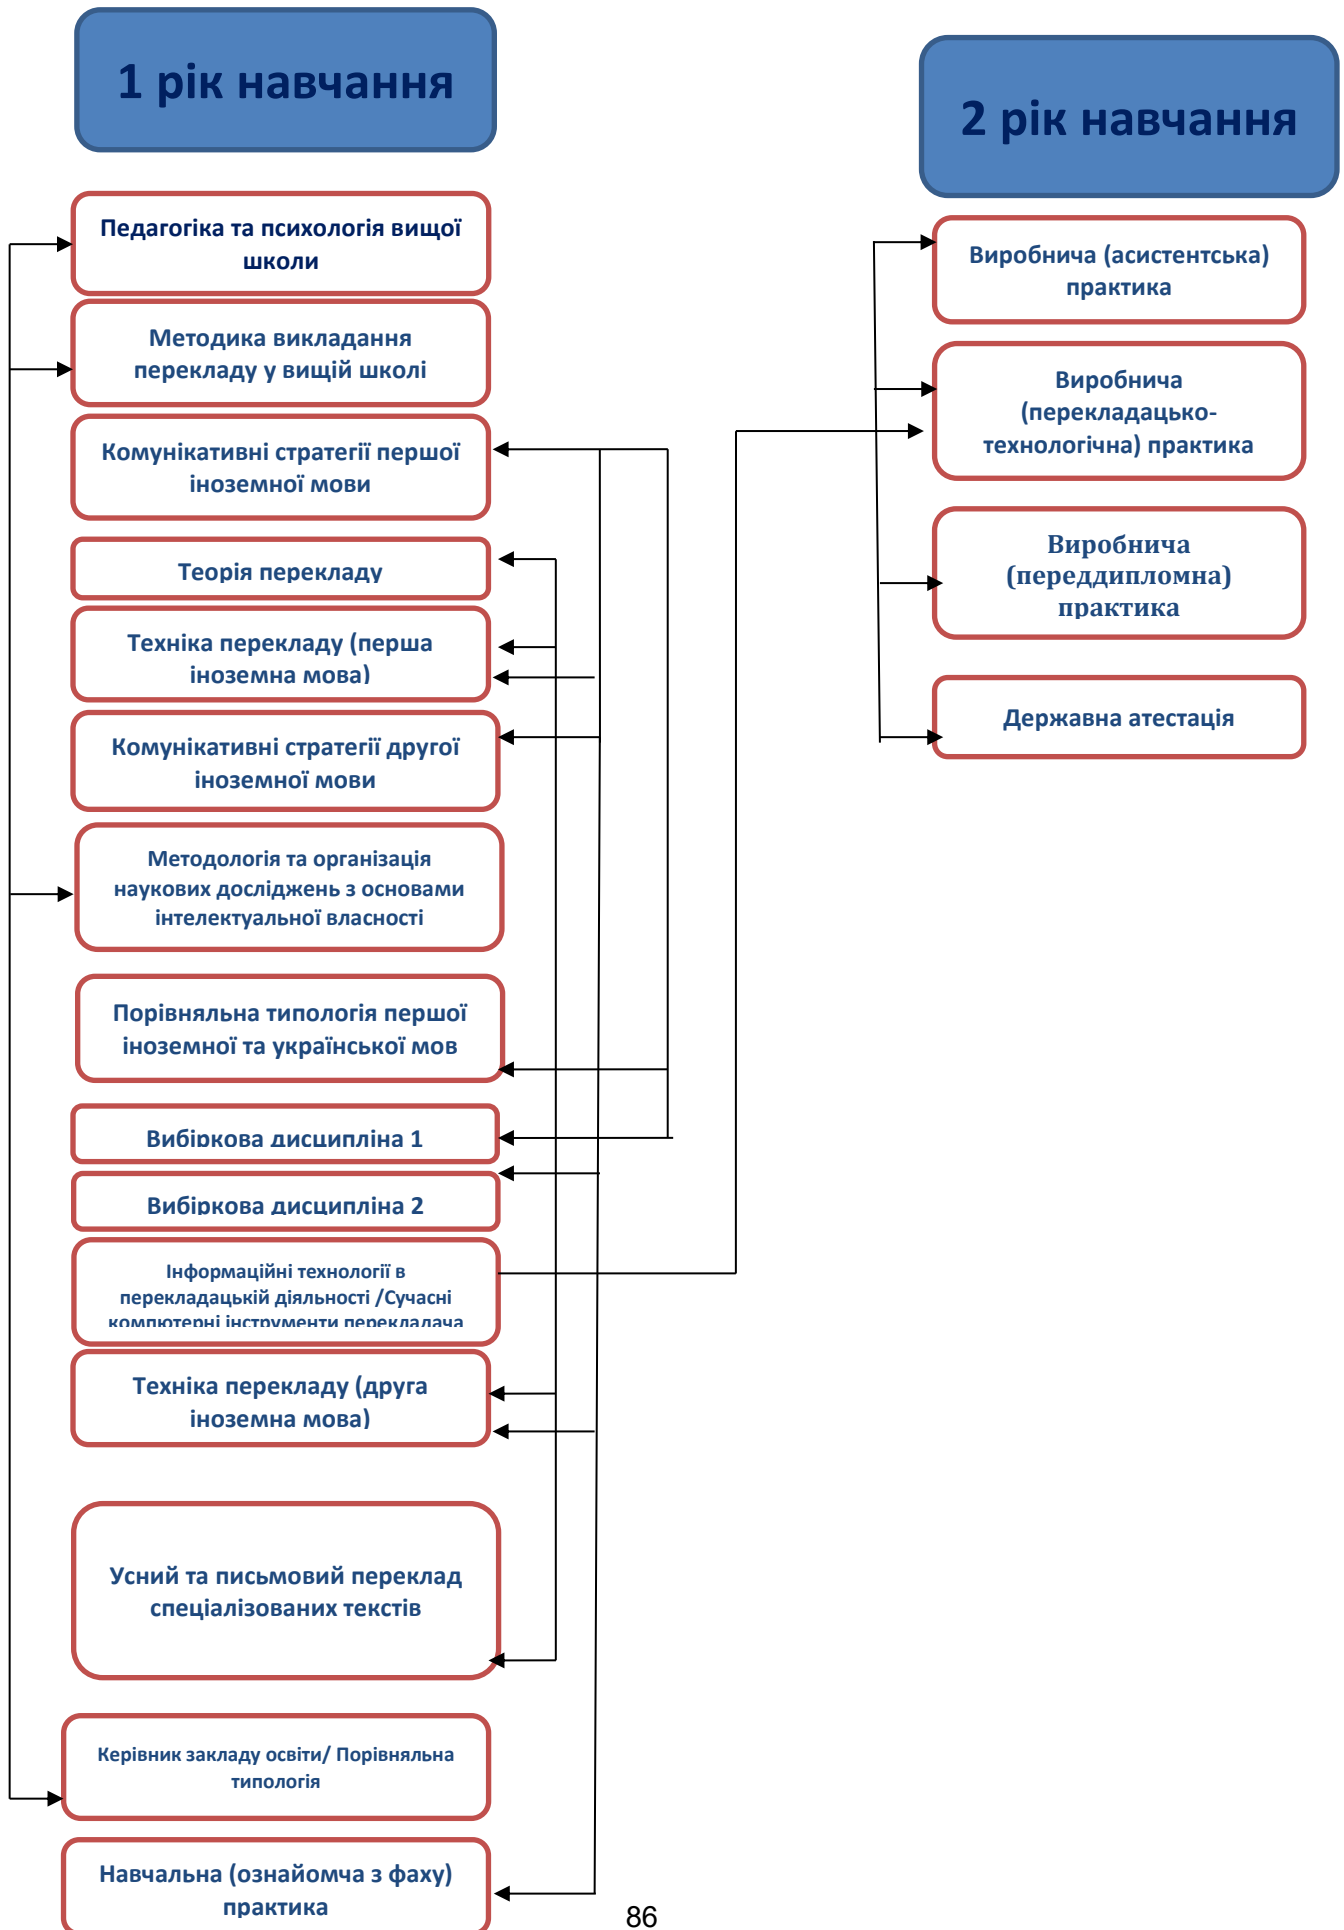 1 рік навчання
2 рік навчання
Педагогіка та психологія вищої
школи
Методика викладання
перекладу у вищій школі
Комунікативні стратегії першої
іноземної мови
Теорія перекладу
Техніка перекладу (перша
іноземна мова)
Комунікативні стратегії другої
іноземної мови
Методологія та організація
наукових досліджень з основами
інтелектуальної власності
Порівняльна типологія першої
іноземної та української мов
Вибіркова дисципліна 1
Вибіркова дисципліна 2
Інформаційні технології в
перекладацькій діяльності /Сучасні
компютерні інструменти перекладача
Техніка перекладу (друга
іноземна мова)
Усний та письмовий переклад
спеціалізованих текстів
Керівник закладу освіти/ Порівняльна
типологія
Навчальна (ознайомча з фаху)
практика
Виробнича (асистентська)
практика
Виробнича
(перекладацько-
технологічна) практика
Виробнича
(переддипломна)
практика
Державна атестація
86